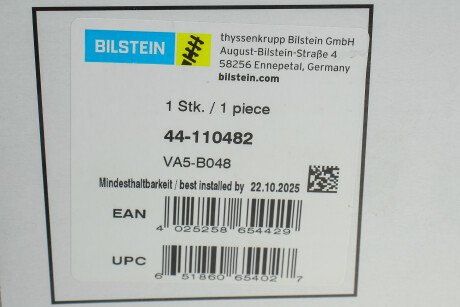 BILSTEIN
thyssenkrupp Bilstein GmbH
August-Bilstein-Straße 4
58256 Ennepetal, Germany
bilstein.com
1 Stk. / 1 piece
44-110482
VA5-B048
Mindesthaltbarkeit / best installed by 22.10.2025
EAN
4 025258 654429
UPC
6 51860 65402 7